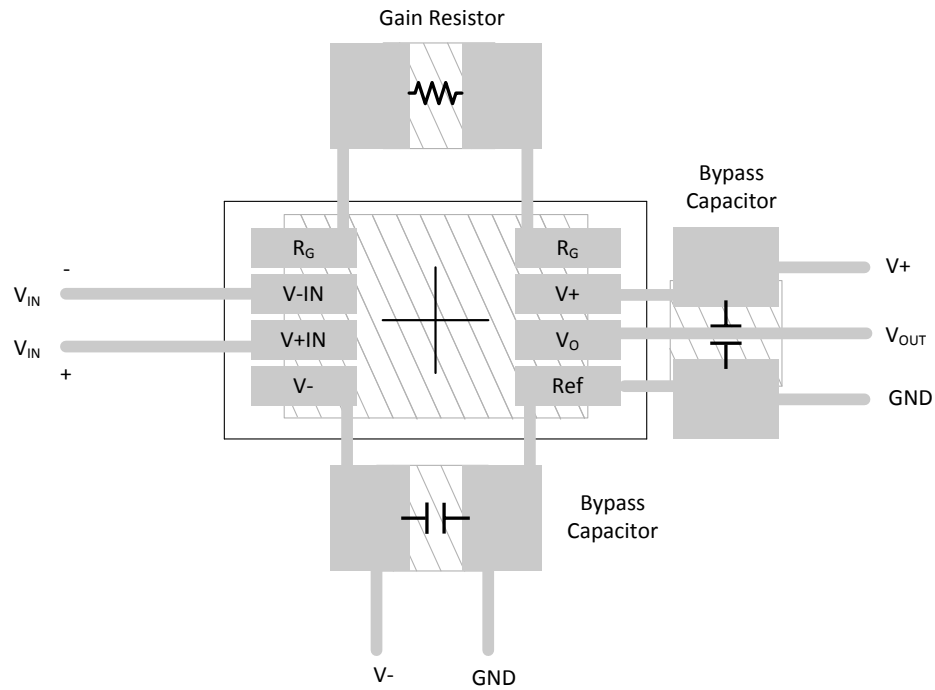 Gain Resistor
Bypass
Capacitor
R_G
R_G
-
V_IN
V-IN
V+
V+
V_IN
V+IN
V_O
V_OUT
+
V-
Ref
GND
Bypass
Capacitor
V-
GND